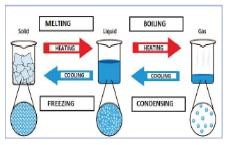 MELTING
BOILING
Solid
Liquid
Gas
HEATING
HEATING
COOLING
COOLING
FREEZING
CONDENSING